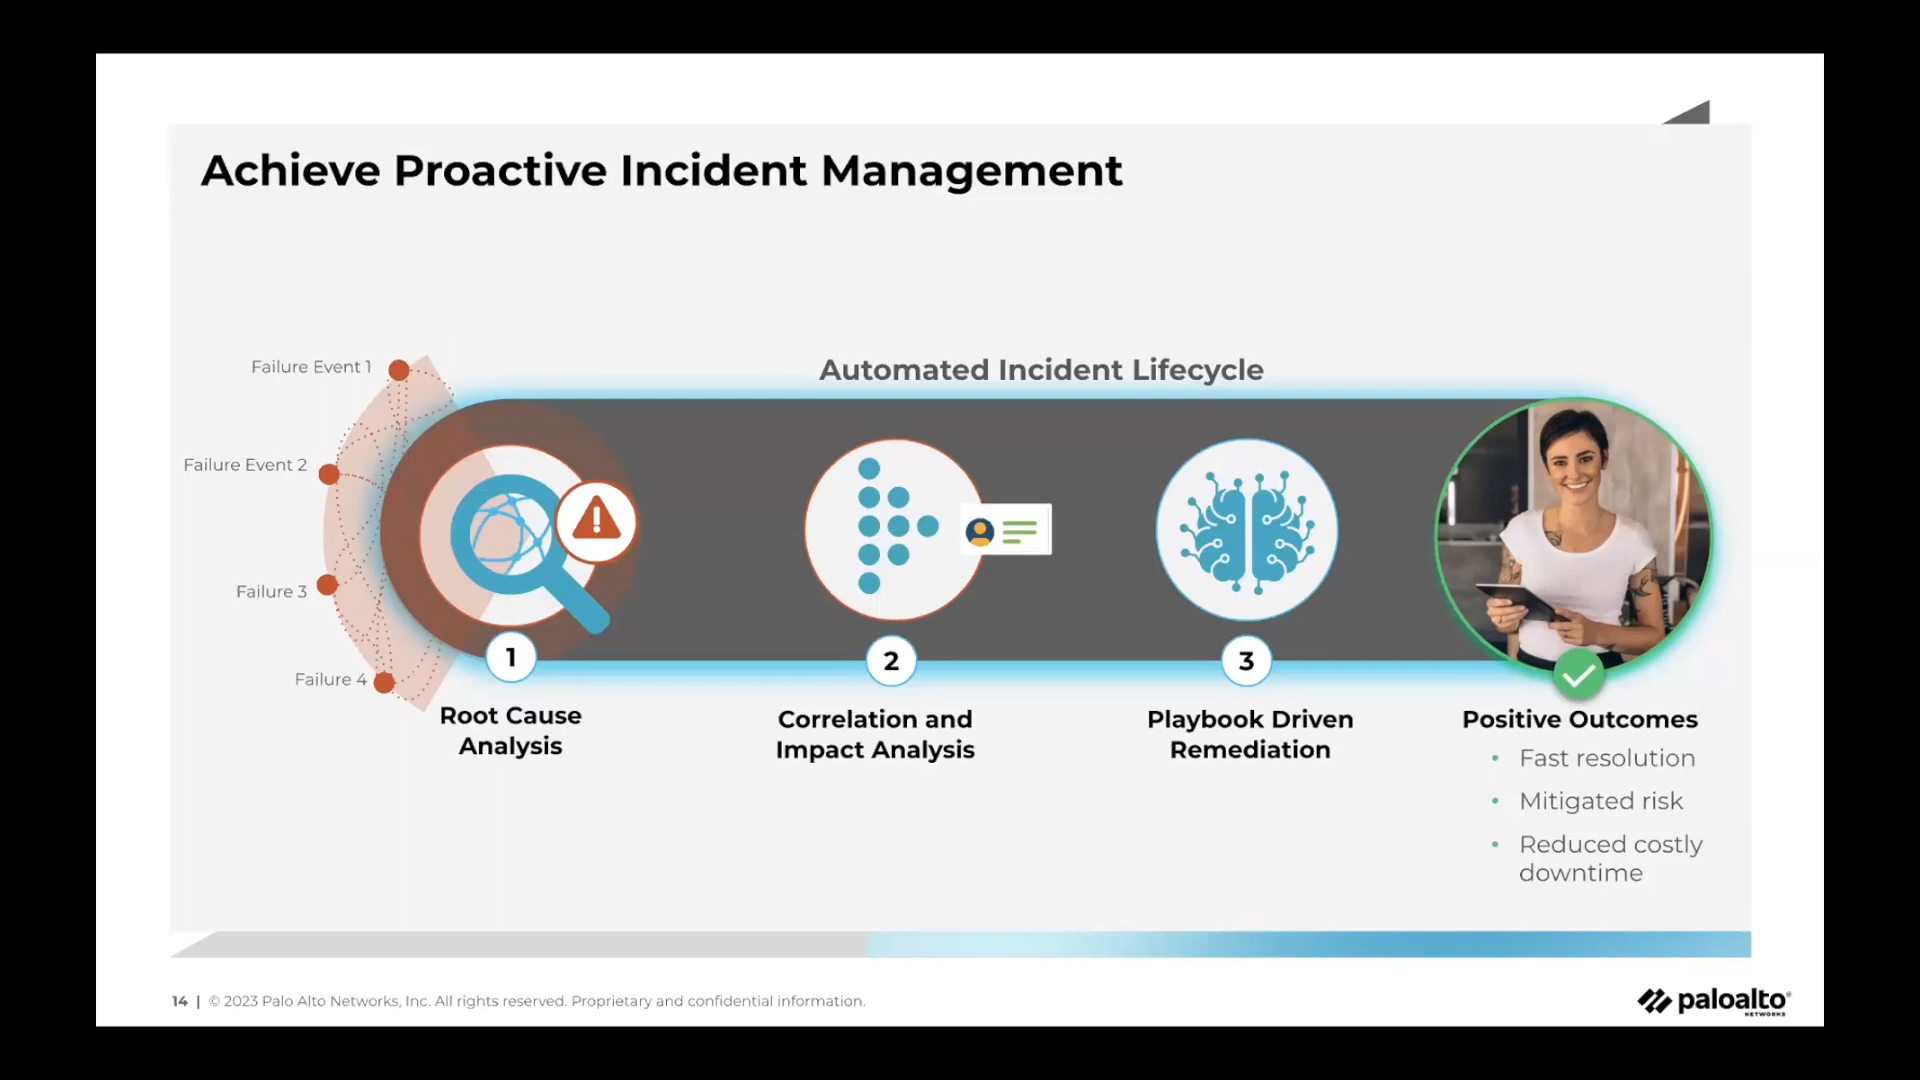 Achieve Proactive Incident Management
Automated Incident Lifecycle
Failure Event 1
Failure Event 2
Failure 3
Failure 4
1
Root Cause
Analysis
2
Correlation and
Impact Analysis
3
Playbook Driven
Remediation
Positive Outcomes
• Fast resolution
• Mitigated risk
• Reduced costly
downtime
14 | © 2023 Palo Alto Networks, Inc. All rights reserved. Proprietary and confidential information.
paloalto
NETWORKS